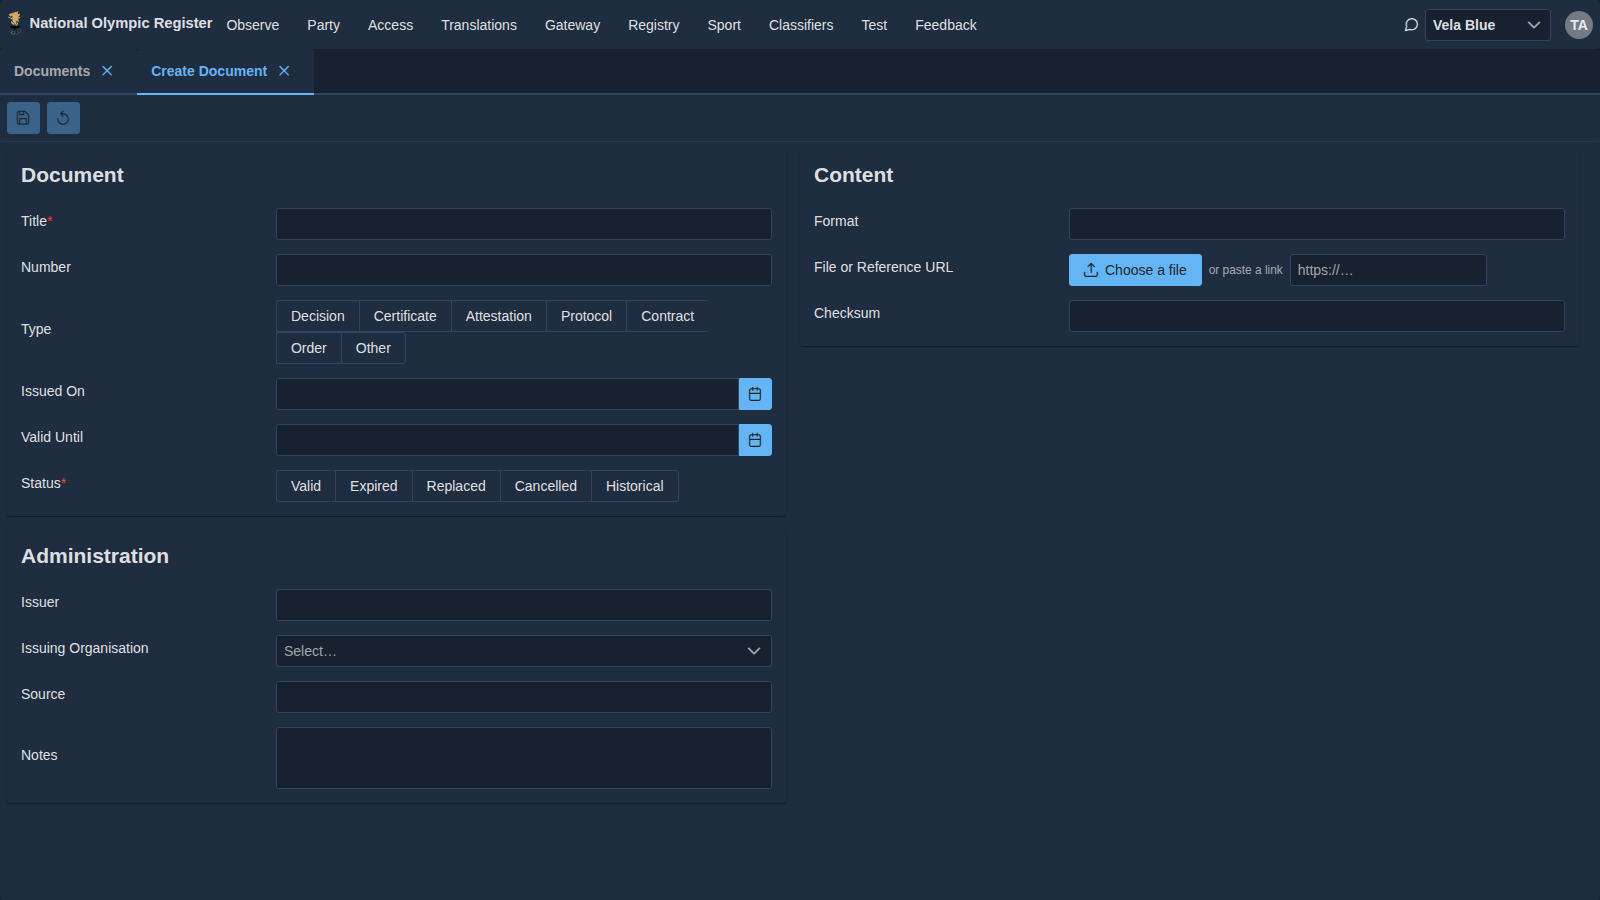 National Olympic Register Observe Party Access Translations Gateway Registry Sport Classifiers Test Feedback Vela Blue TA
Documents Create Document
Document
Title*
Number
Type Decision Certificate Attestation Protocol Contract
Order Other
Issued On
Valid Until
Status* Valid Expired Replaced Cancelled Historical
Administration
Issuer
Issuing Organisation Select…
Source
Notes
Content
Format
File or Reference URL Choose a file or paste a link https://…
Checksum